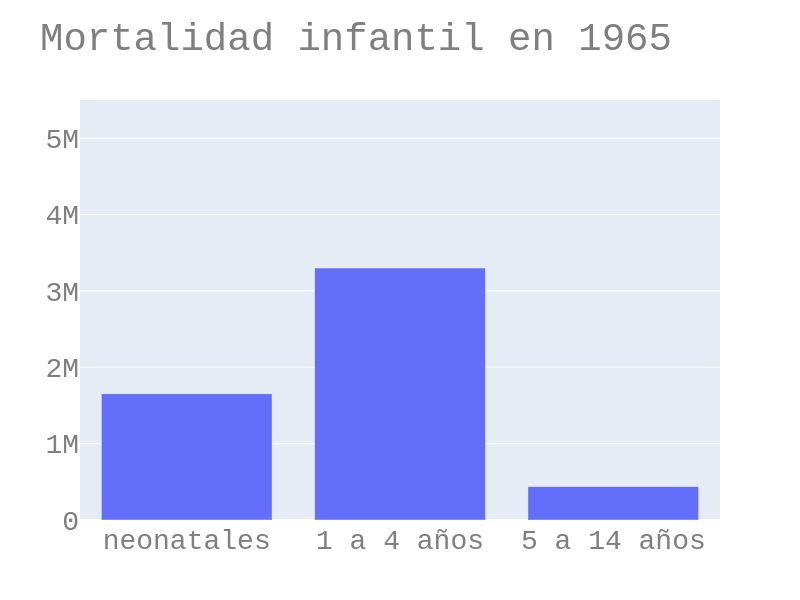 Mortalidad infantil en 1965
5M
4M
3M
2M
1M
0
neonatales 1 a 4 años 5 a 14 años